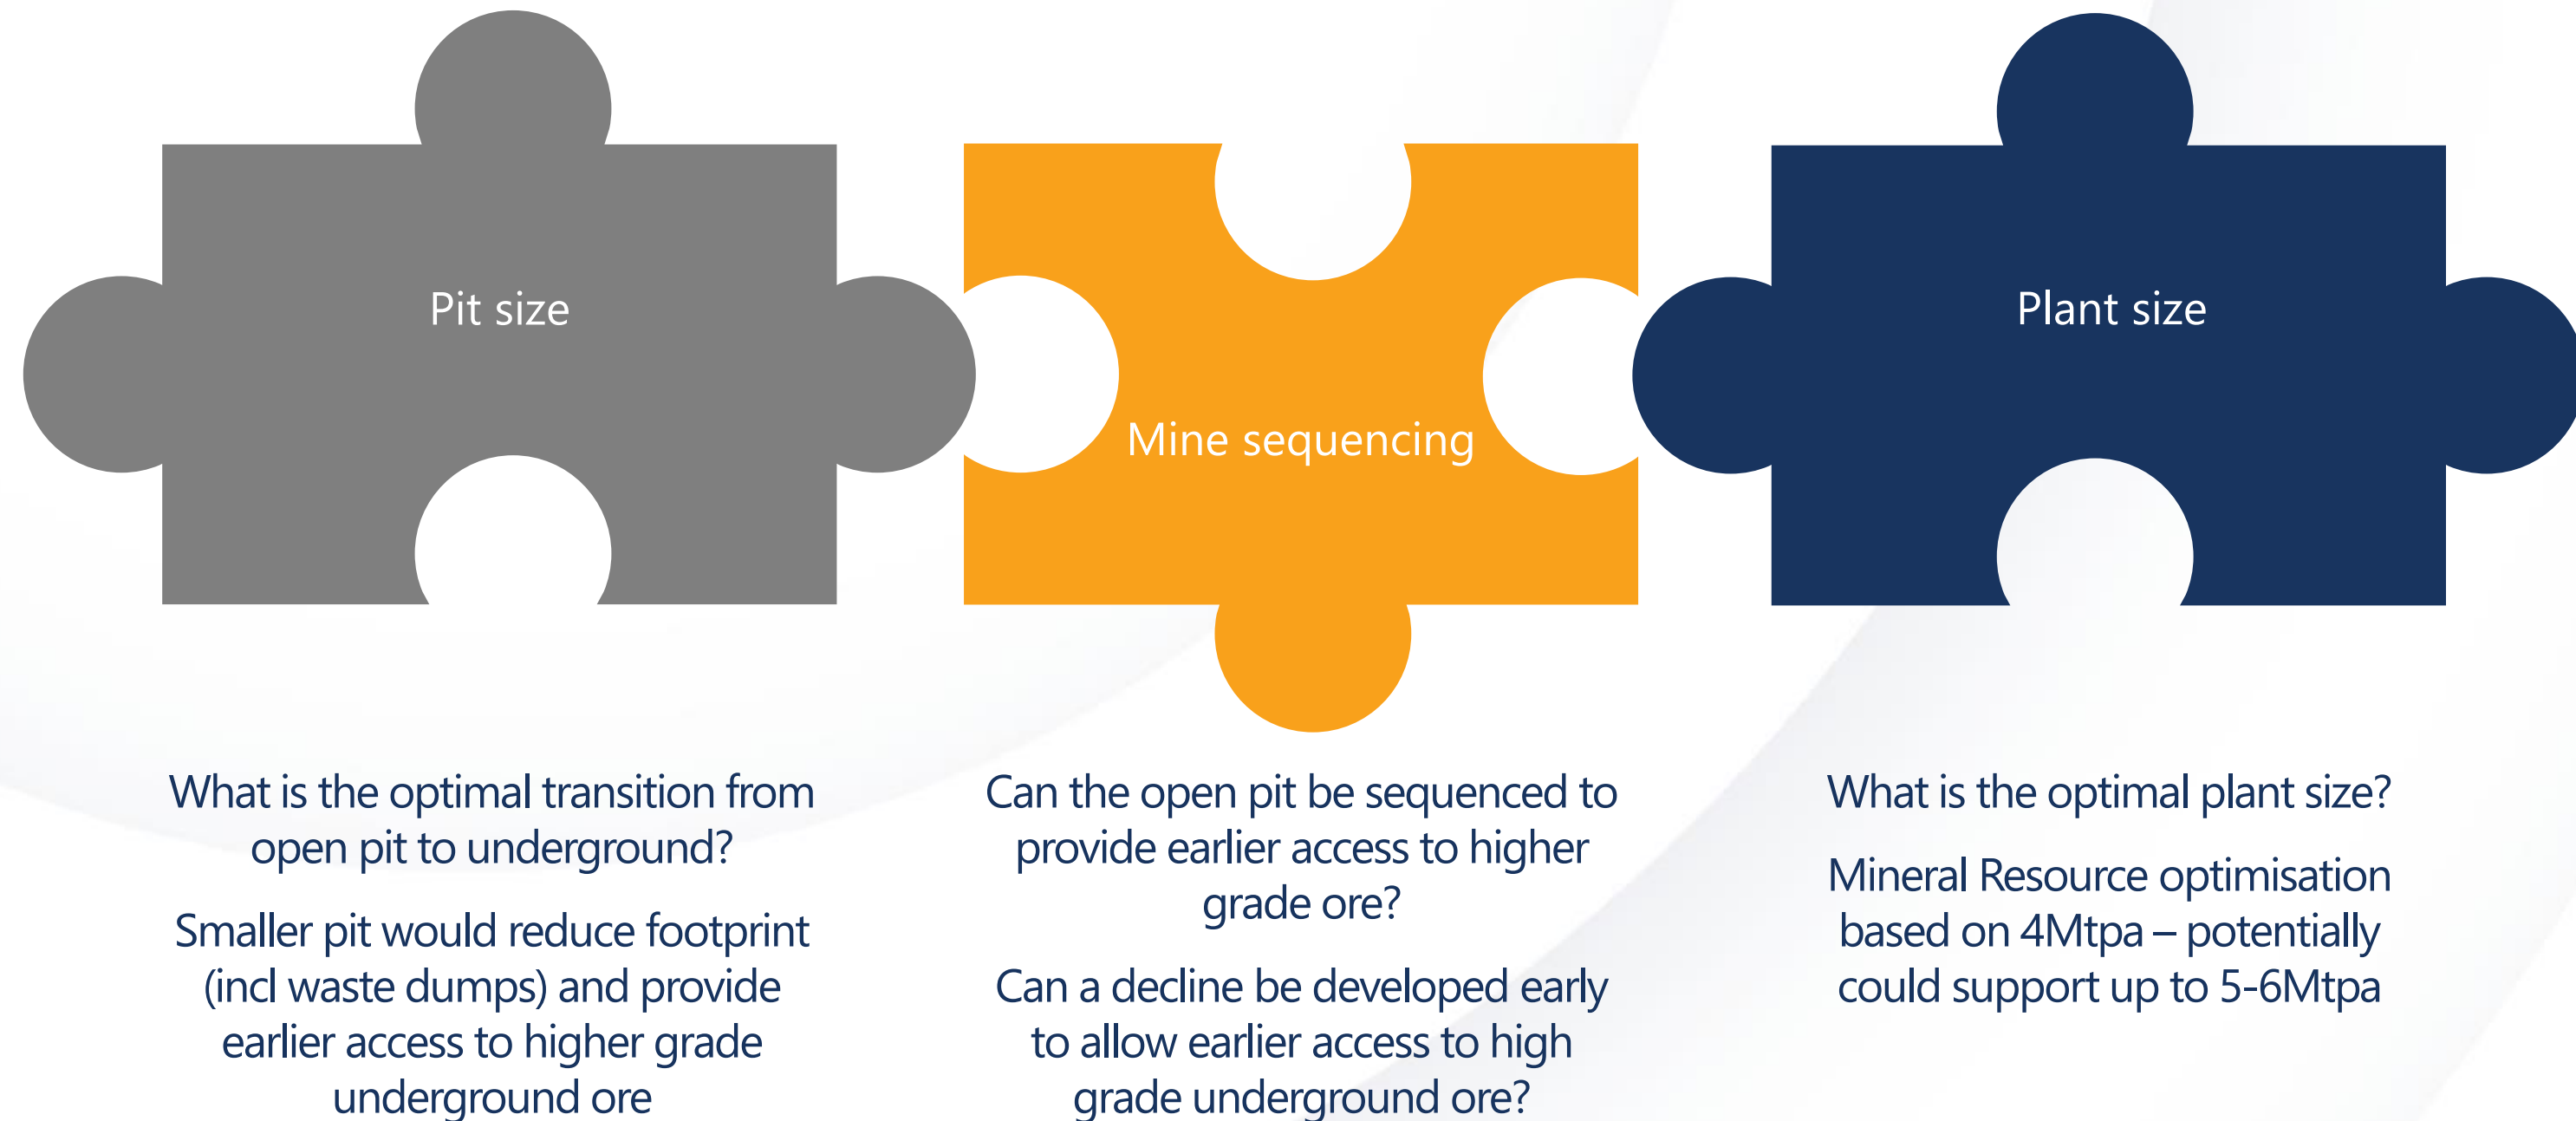 Pit size
Mine sequencing
Plant size
What is the optimal transition from
open pit to underground?
Smaller pit would reduce footprint
(incl waste dumps) and provide
earlier access to higher grade
underground ore
Can the open pit be sequenced to
provide earlier access to higher
grade ore?
Can a decline be developed early
to allow earlier access to high
grade underground ore?
What is the optimal plant size?
Mineral Resource optimisation
based on 4Mtpa – potentially
could support up to 5-6Mtpa